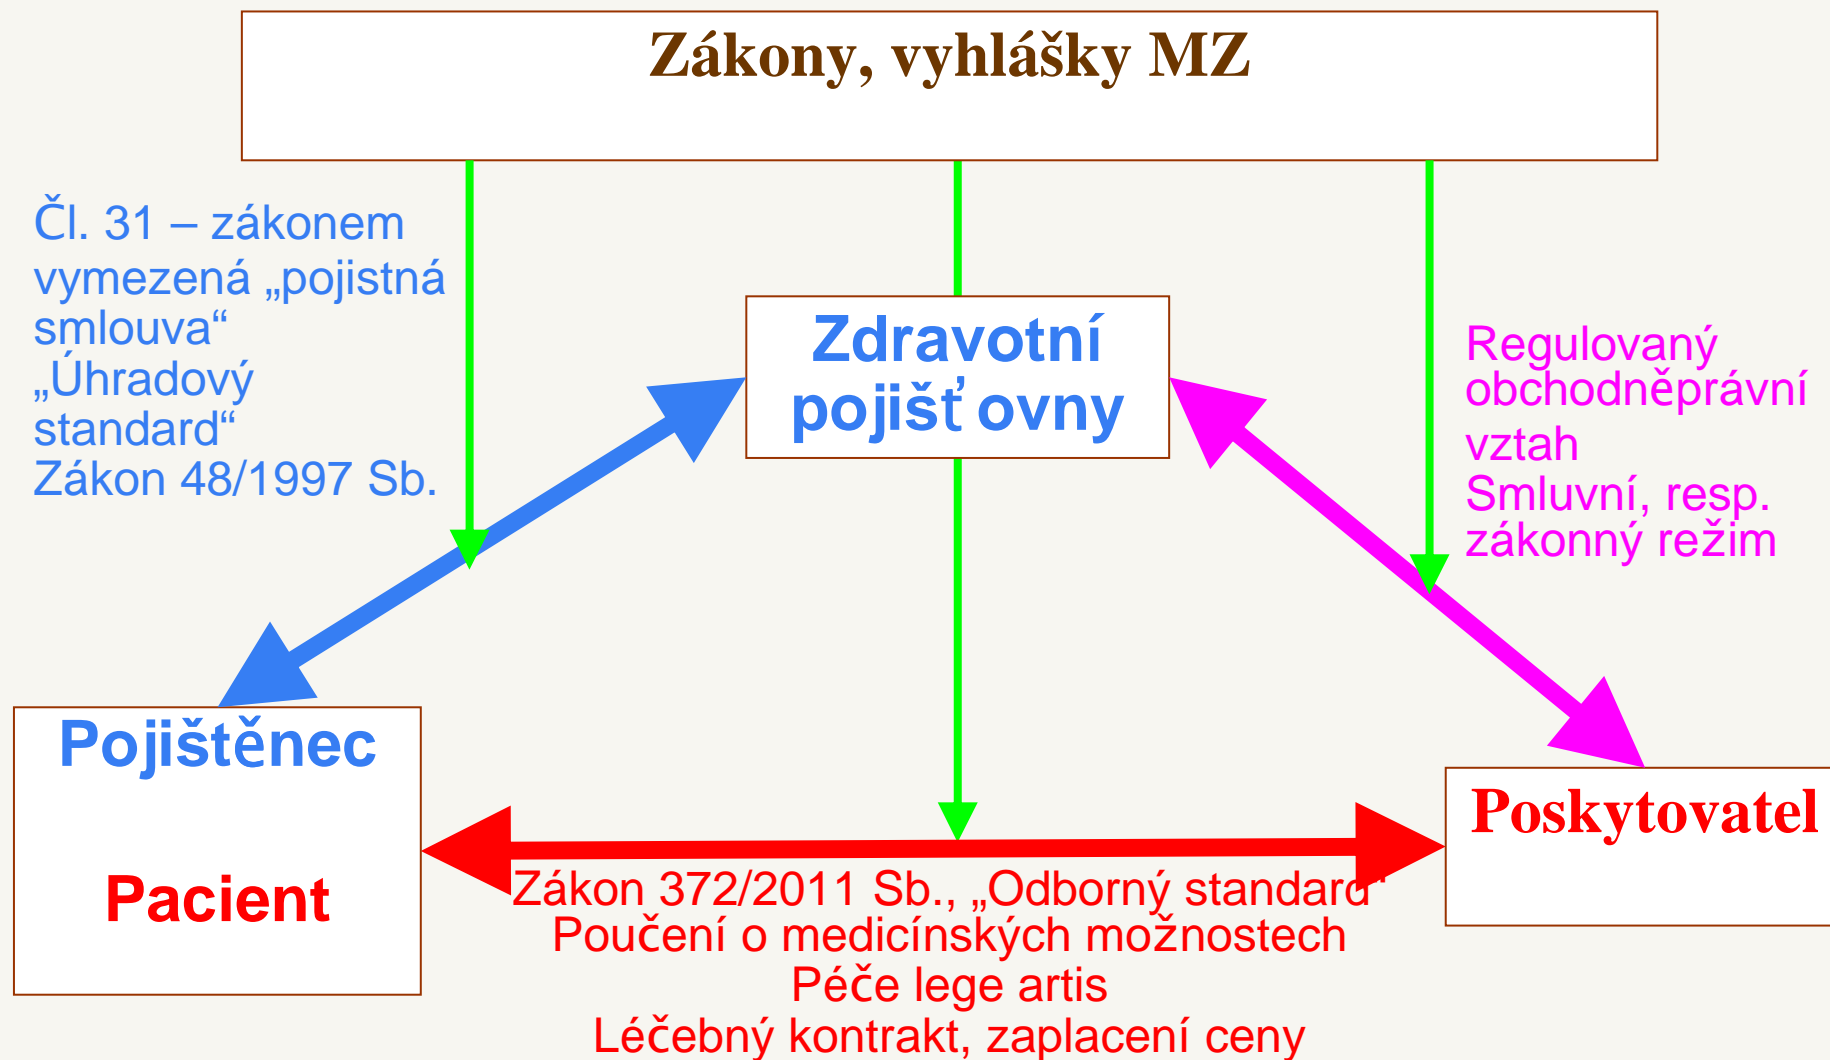 Zákony, vyhlášky MZ
Čl. 31 – zákonem
vymezená „pojistná
smlouva“
„Úhradový
standard“
Zákon 48/1997 Sb.
Zdravotní
pojišťovny
Regulovaný
obchodněprávní
vztah
Smluvní, resp.
zákonný režim
Pojištěnec
Pacient
Poskytovatel
Zákon 372/2011 Sb., „Odborný standard"
Poučení o medicínských možnostech
Péče lege artis
Léčebný kontrakt, zaplacení ceny